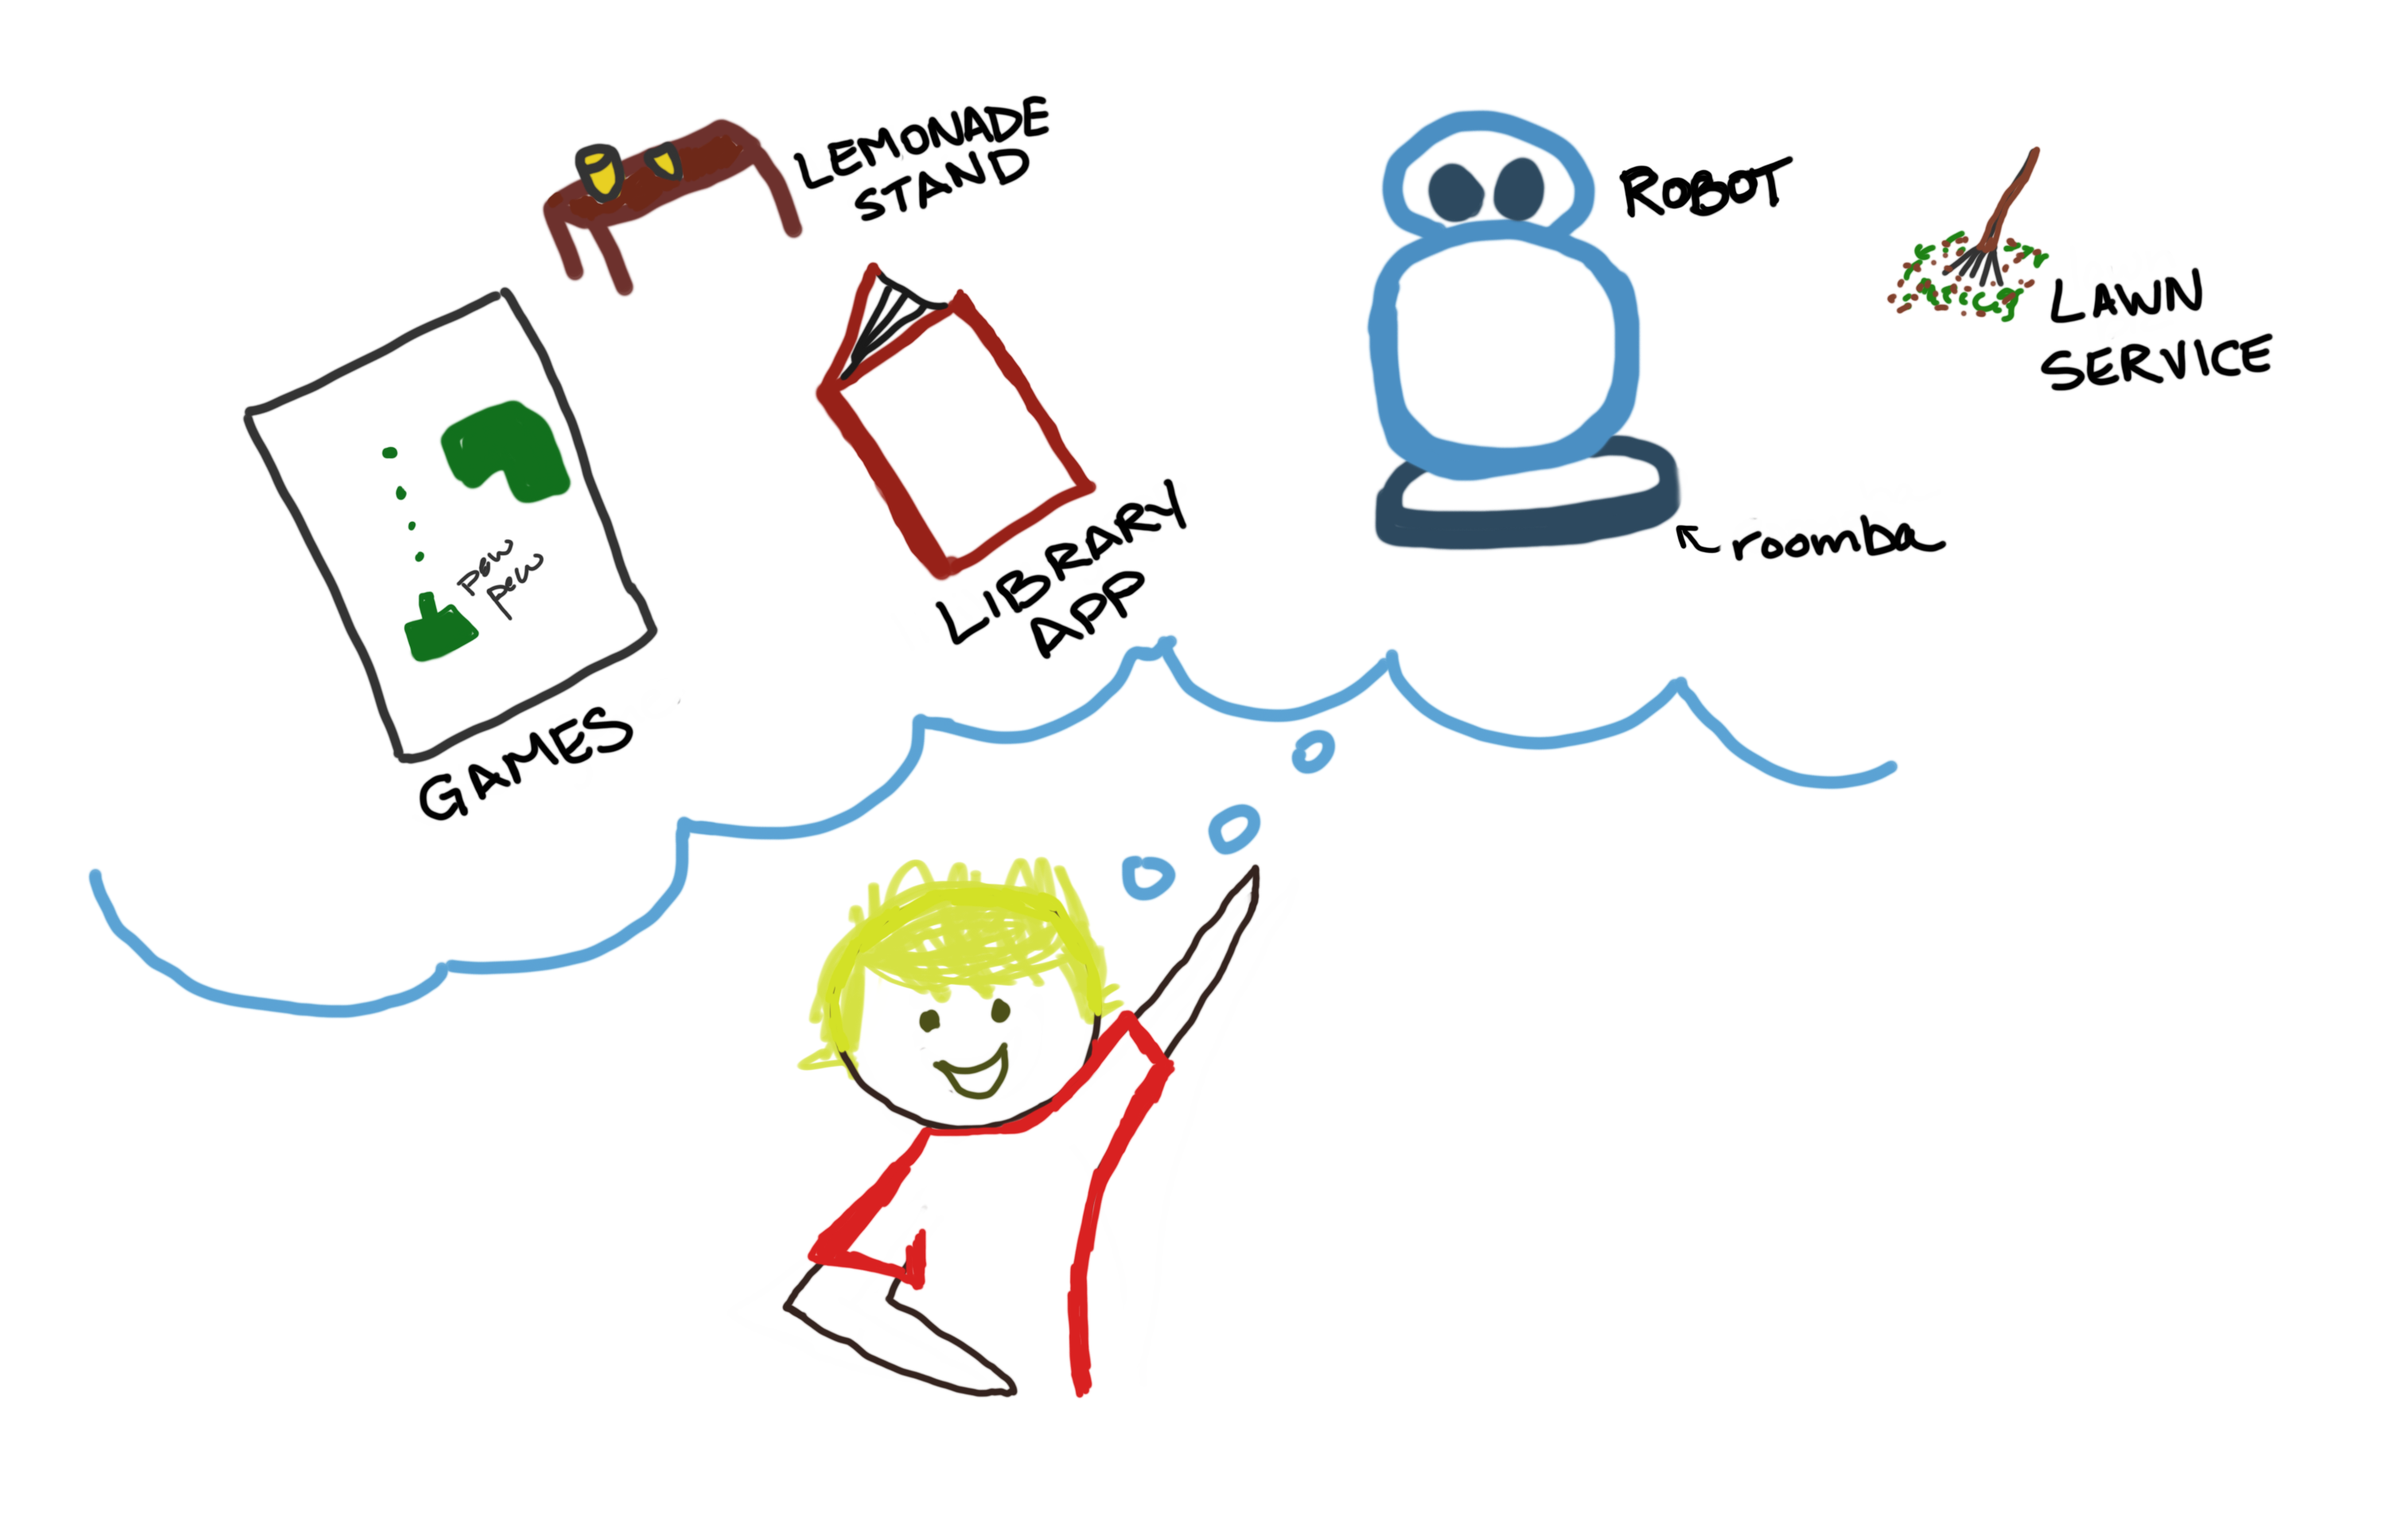 LEMONADE
STAND
ROBOT
LAWN
SERVICE
pew
pew
LIBRARY
APP
roomba
GAMES